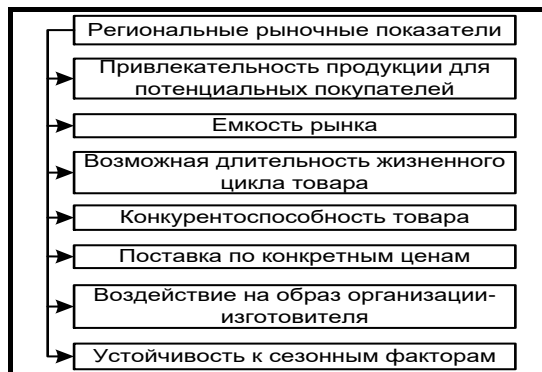 Региональные рыночные показатели
Привлекательность продукции для
потенциальных покупателей
Емкость рынка
Возможная длительность жизненного
цикла товара
Конкурентоспособность товара
Поставка по конкретным ценам
Воздействие на образ организации-
изготовителя
Устойчивость к сезонным факторам